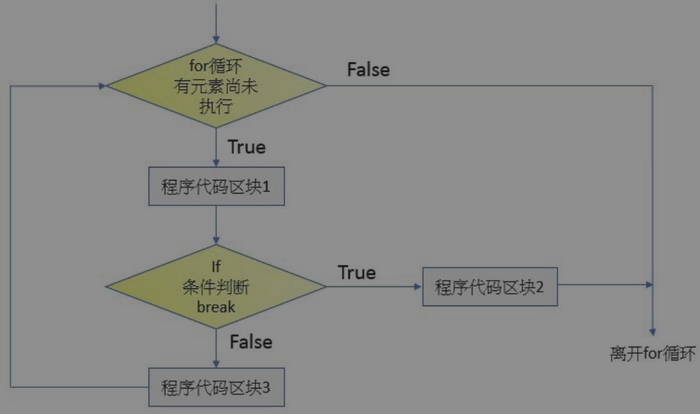 for循环
有元素尚未
执行
False
True
程序代码区块1
If
条件判断
break
True
程序代码区块2
False
离开for循环
程序代码区块3